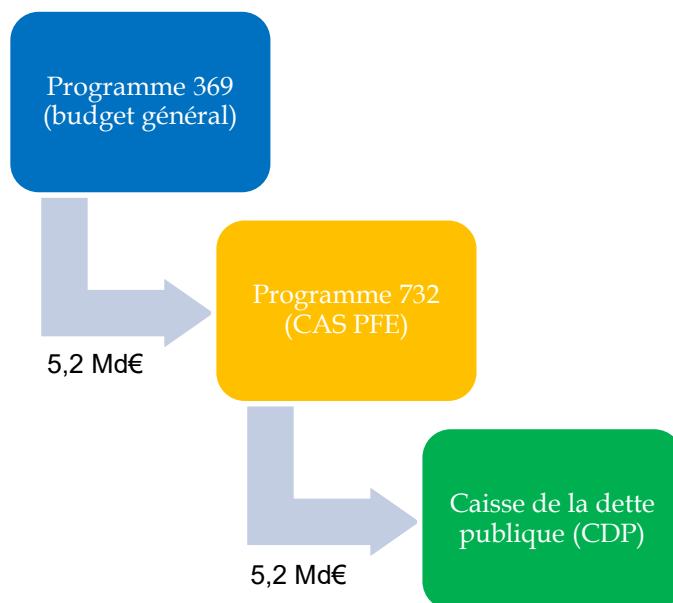 Programme 369
(budget général)
5,2 Md€
Programme 732
(CAS PFE)
5,2 Md€
Caisse de la dette
publique (CDP)